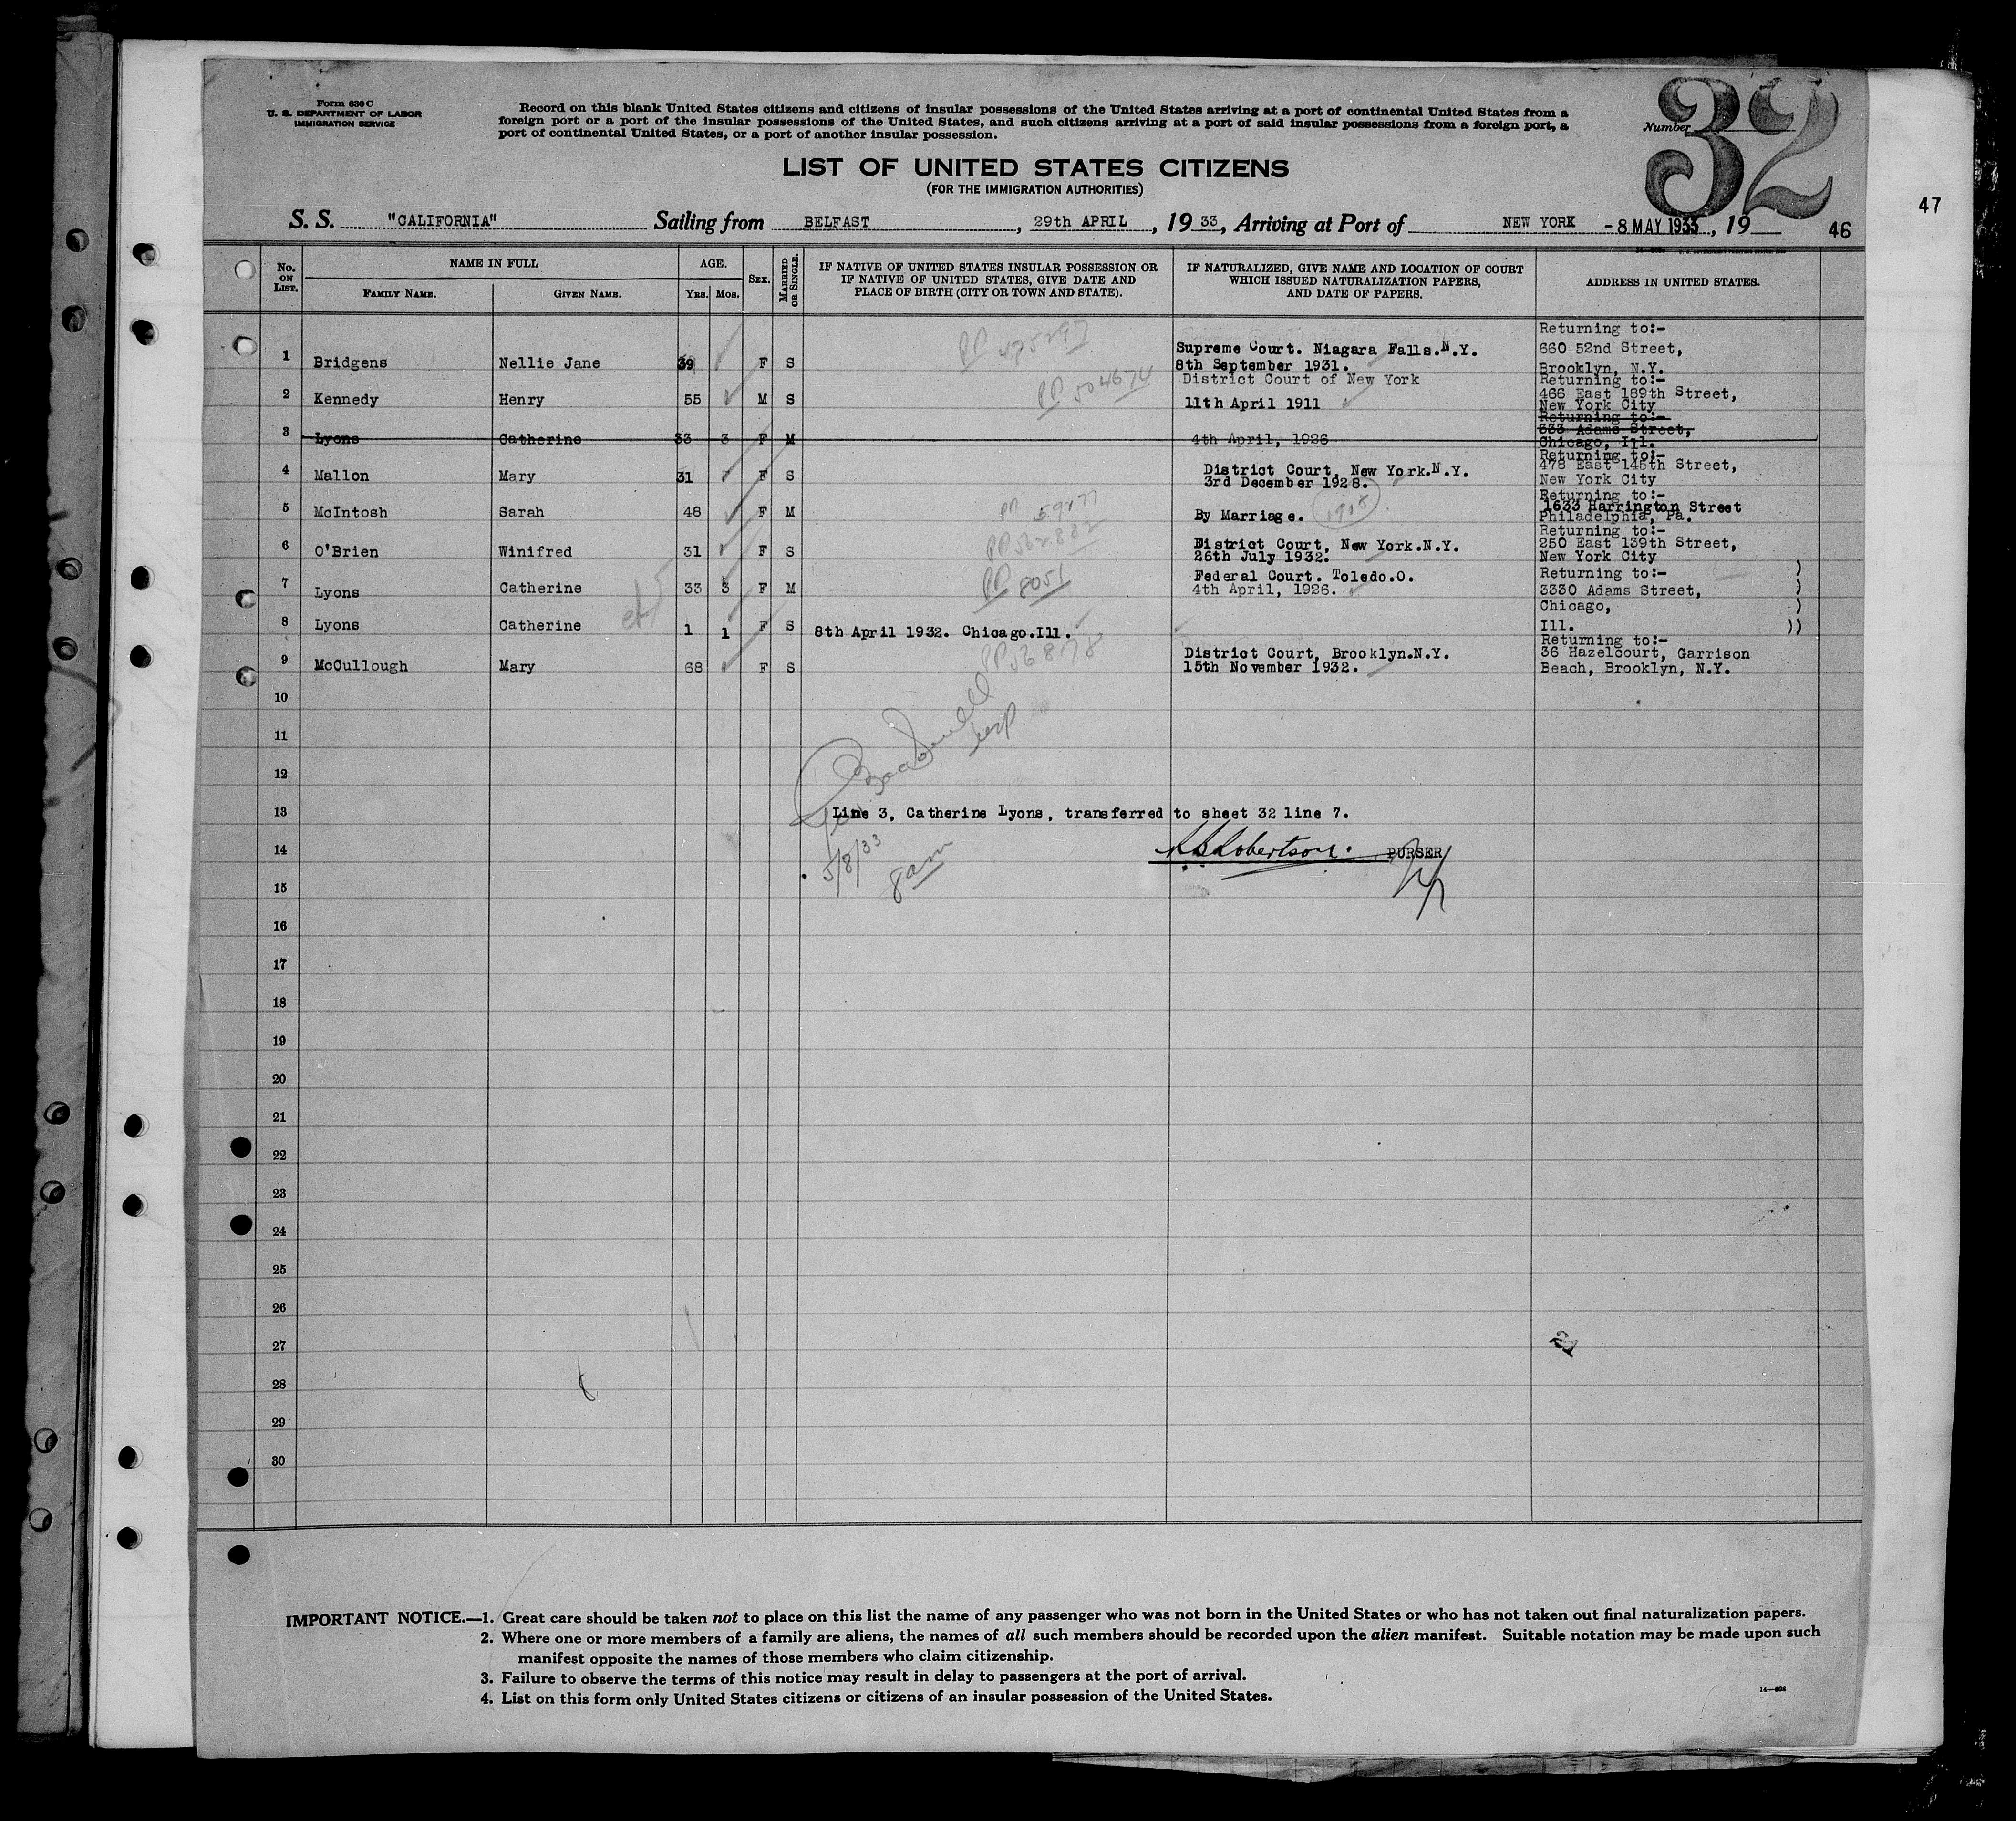 Form 630 C
U. S. DEPARTMENT OF LABOR
IMMIGRATION SERVICE
Record on this blank United States citizens and citizens of insular possessions of the United States arriving at a port of continental United States from a
foreign port or a port of the insular possessions of the United States, and such citizens arriving at a port of said insular possessions from a foreign port, a
port of continental United States, or a port of another insular possession.
Number
32
LIST OF UNITED STATES CITIZENS
(FOR THE IMMIGRATION AUTHORITIES)
47
S. S. "CALIFORNIA" Sailing from BELFAST, 29th APRIL, 19 33, Arriving at Port of NEW YORK -8 MAY 1933, 19 46
No. ON LIST. NAME IN FULL FAMILY NAME. GIVEN NAME. AGE. YRS. MOS. SEX. MARRIED OR SINGLE.
IF NATIVE OF UNITED STATES INSULAR POSSESSION OR
IF NATIVE OF UNITED STATES, GIVE DATE AND
PLACE OF BIRTH (CITY OR TOWN AND STATE).
IF NATURALIZED, GIVE NAME AND LOCATION OF COURT
WHICH ISSUED NATURALIZATION PAPERS,
AND DATE OF PAPERS.
ADDRESS IN UNITED STATES.
1 Bridgens Nellie Jane 39 F S PP 475297
Supreme Court. Niagara Falls.N.Y.
8th September 1931.
Returning to:-
660 52nd Street,
Brooklyn, N.Y.
2 Kennedy Henry 55 M S PP 504674
District Court of New York
11th April 1911
Returning to:-
466 East 189th Street,
New York City
3 Lyons Catherine 33 3 F M 4th April, 1926
Returning to:-
333 Adams Street,
Chicago, Ill.
4 Mallon Mary 31 F S
District Court, New York.N.Y.
3rd December 1928.
Returning to:-
478 East 145th Street,
New York City
5 McIntosh Sarah 48 F M PP
By Marriage. 1908
Returning to:-
1633 Harrington Street
Philadelphia, Pa.
6 O'Brien Winifred 31 F S PP 562882
District Court, New York.N.Y.
26th July 1932.
Returning to:-
250 East 139th Street,
New York City
7 Lyons Catherine 33 3 F M PP 8051
Federal Court. Toledo.O.
4th April, 1926.
Returning to:- )
3330 Adams Street, )
Chicago, )
8 Lyons Catherine 1 1 F S 8th April 1932. Chicago.Ill.
Ill. ))
9 McCullough Mary 68 F S PP 568178
District Court, Brooklyn.N.Y.
15th November 1932.
Returning to:-
36 Hazelcourt, Garrison
Beach, Brooklyn, N.Y.
10
11
12
13 Line 3, Catherine Lyons, transferred to sheet 32 line 7.
14 Robertson. PURSER
5/8/33
8 am
15
16
17
18
19
20
21
22
23
24
25
26
27
28
29
30
IMPORTANT NOTICE.—1. Great care should be taken not to place on this list the name of any passenger who was not born in the United States or who has not taken out final naturalization papers.
2. Where one or more members of a family are aliens, the names of all such members should be recorded upon the alien manifest. Suitable notation may be made upon such
manifest opposite the names of those members who claim citizenship.
3. Failure to observe the terms of this notice may result in delay to passengers at the port of arrival.
4. List on this form only United States citizens or citizens of an insular possession of the United States.